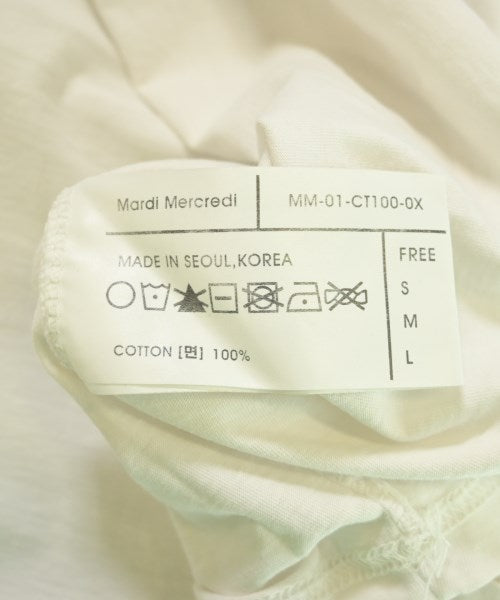 Mardi Mercredi
MM-01-CT100-0X
MADE IN SEOUL,KOREA
COTTON [면] 100%
FREE
S
M
L